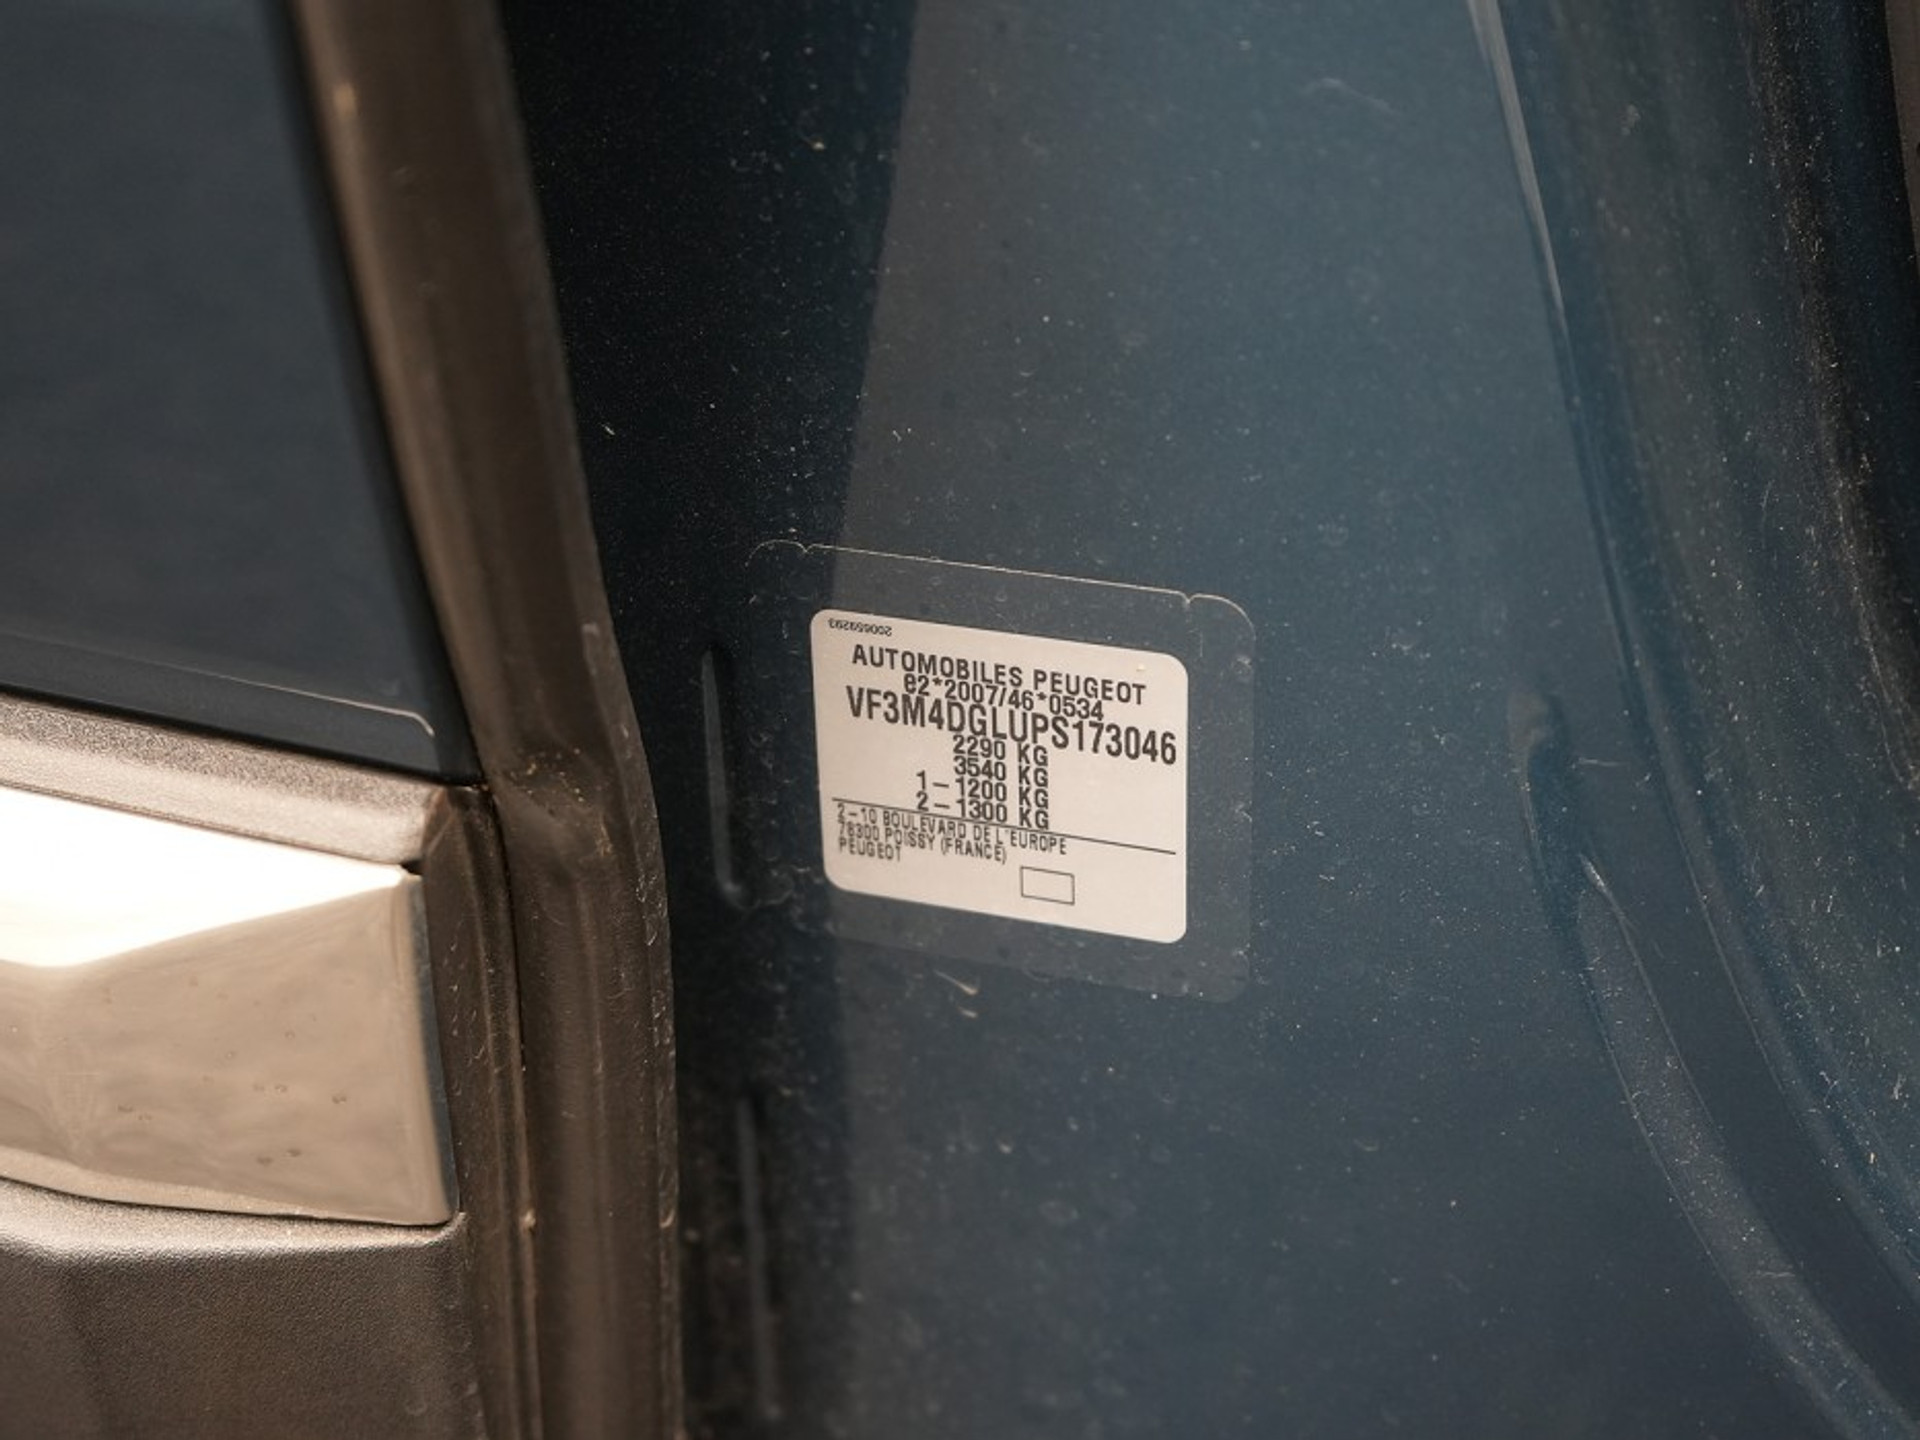 200659293
AUTOMOBILES PEUGEOT
e2*2007/46*0534
VF3M4DGLUPS173046
2290 KG
3540 KG
1 – 1200 KG
2 – 1300 KG
2–10 BOULEVARD DE L'EUROPE
78300 POISSY (FRANCE)
PEUGEOT